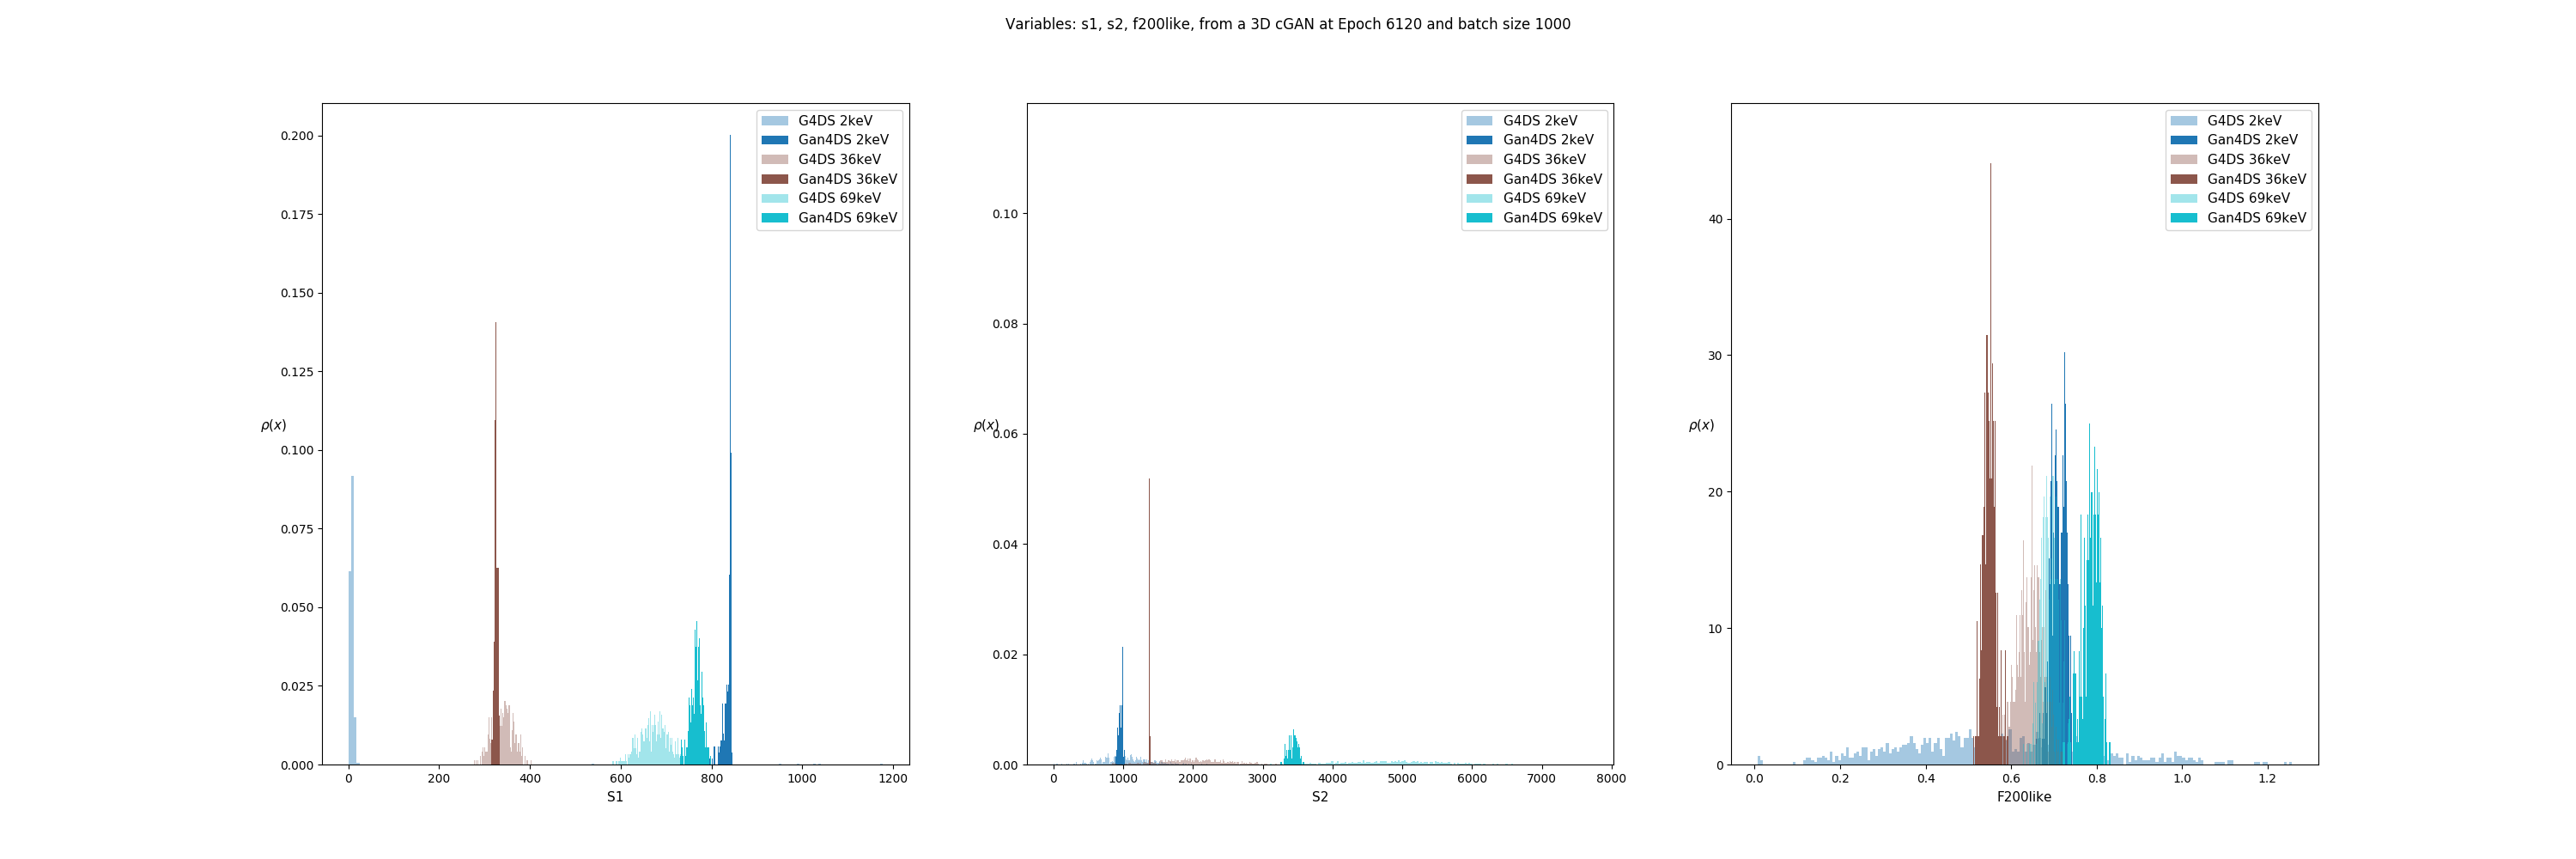 Variables: s1, s2, f200like, from a 3D cGAN at Epoch 6120 and batch size 1000
G4DS 2keV
Gan4DS 2keV
G4DS 36keV
Gan4DS 36keV
G4DS 69keV
Gan4DS 69keV
0.200
0.175
0.150
0.125
0.100
0.075
0.050
0.025
0.000
ρ(x)
0 200 400 600 800 1000 1200
S1
G4DS 2keV
Gan4DS 2keV
G4DS 36keV
Gan4DS 36keV
G4DS 69keV
Gan4DS 69keV
0.10
0.08
0.06
0.04
0.02
0.00
ρ(x)
0 1000 2000 3000 4000 5000 6000 7000 8000
S2
G4DS 2keV
Gan4DS 2keV
G4DS 36keV
Gan4DS 36keV
G4DS 69keV
Gan4DS 69keV
40
30
20
10
0
ρ(x)
0.0 0.2 0.4 0.6 0.8 1.0 1.2
F200like